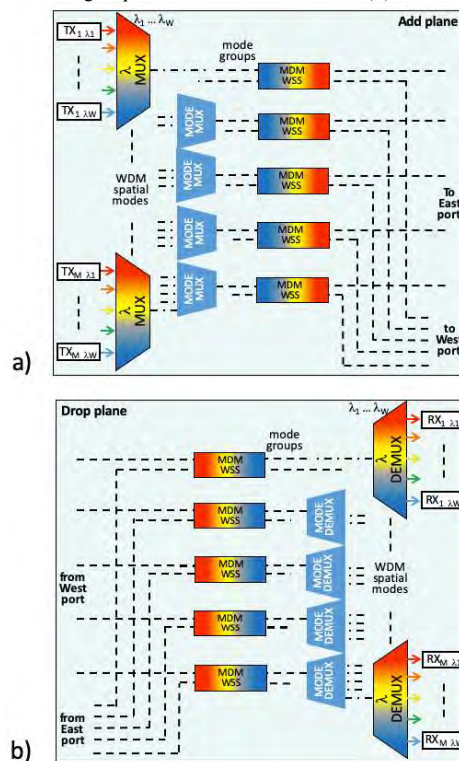 λ1 ... λW
Add plane
TX1 λ1
λ
MUX
mode
groups
MDM
WSS
TX1 λW
MODE
MUX
MDM
WSS
WDM
spatial
modes
MODE
MUX
MDM
WSS
To
East
port
MODE
MUX
MDM
WSS
TXM λ1
λ
MUX
MODE
MUX
MDM
WSS
to
West
port
TXM λW
a)
Drop plane
λ1 ... λW
mode
groups
MDM
WSS
λ
DEMUX
RX1 λ1
RX1 λW
MDM
WSS
MODE
DEMUX
from
West
port
MDM
WSS
MODE
DEMUX
WDM
spatial
modes
MDM
WSS
MODE
DEMUX
MDM
WSS
MODE
DEMUX
λ
DEMUX
RXM λ1
from
East
port
RXM λW
b)